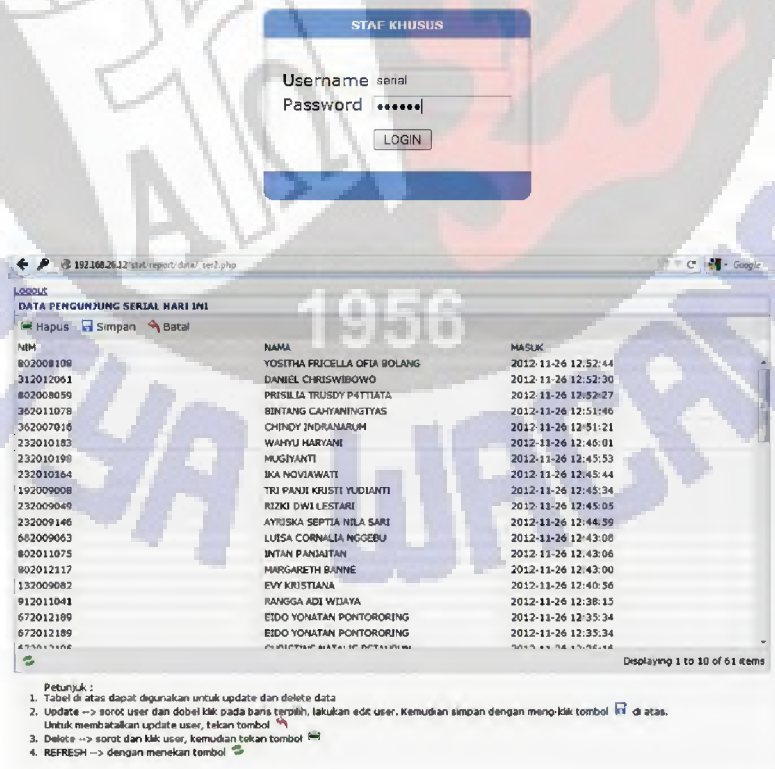 STAF KHUSUS
Username serial
Password ••••••
LOGIN
192.168.26.12/stat/report/data/_ser2.php
Google
Logout
DATA PENGUNJUNG SERIAL HARI INI
Hapus Simpan Batal
NIM NAMA MASUK
802008109 YOSITHA FRICELLA OFIA BOLANG 2012-11-26 12:52:44
312012061 DANIEL CHRISWIBOWO 2012-11-26 12:52:30
802008059 PRISILIA TRUSDY PATTIATA 2012-11-26 12:52:27
362011078 BINTANG CAHYANINGTYAS 2012-11-26 12:51:46
362007016 CHINDY INDRANARUM 2012-11-26 12:51:21
232010183 WAHYU HARYANI 2012-11-26 12:46:01
232010198 MUGIYANTI 2012-11-26 12:45:53
232010164 IKA NOVIAWATI 2012-11-26 12:45:44
192009008 TRI PANJI KRISTI YUDIANTI 2012-11-26 12:45:34
232009049 RIZKI DWI LESTARI 2012-11-26 12:45:05
232009146 AYRISKA SEPTIA NILA SARI 2012-11-26 12:44:59
682009063 LUISA CORNALIA NGGEBU 2012-11-26 12:43:08
802011075 INTAN PANJAITAN 2012-11-26 12:43:06
802012117 MARGARETH BANNE 2012-11-26 12:43:00
132009082 EVY KRISTIANA 2012-11-26 12:40:56
912011041 RANGGA ADI WIJAYA 2012-11-26 12:38:15
672012189 EIDO YONATAN PONTORORING 2012-11-26 12:35:34
672012189 EIDO YONATAN PONTORORING 2012-11-26 12:35:34
Displaying 1 to 10 of 61 items
Petunjuk :
1. Tabel di atas dapat digunakan untuk update dan delete data
2. Update --> sorot user dan dobel klik pada baris terpilih, lakukan edit user. Kemudian simpan dengan meng-klik tombol di atas.
Untuk membatalkan update user, tekan tombol
3. Delete --> sorot dan klik user, kemudian tekan tombol
4. REFRESH --> dengan menekan tombol
1956
TYA WACAN